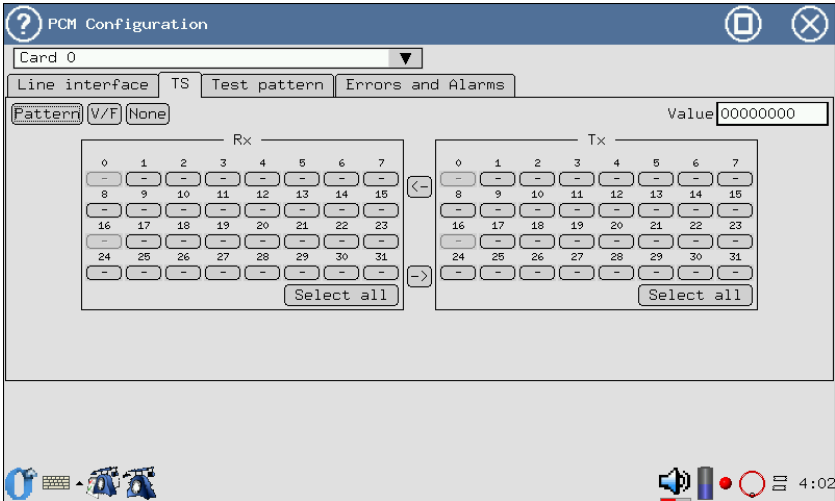 ? PCM Configuration
Card 0
Line interface TS Test pattern Errors and Alarms
Pattern V/F None Value 00000000
Rx Tx
0 1 2 3 4 5 6 7 0 1 2 3 4 5 6 7
- - - - - - - - <- - - - - - - - -
8 9 10 11 12 13 14 15 8 9 10 11 12 13 14 15
- - - - - - - - - - - - - - - -
16 17 18 19 20 21 22 23 16 17 18 19 20 21 22 23
- - - - - - - - - - - - - - - -
24 25 26 27 28 29 30 31 24 25 26 27 28 29 30 31
- - - - - - - - -> - - - - - - - -
Select all Select all
4:02